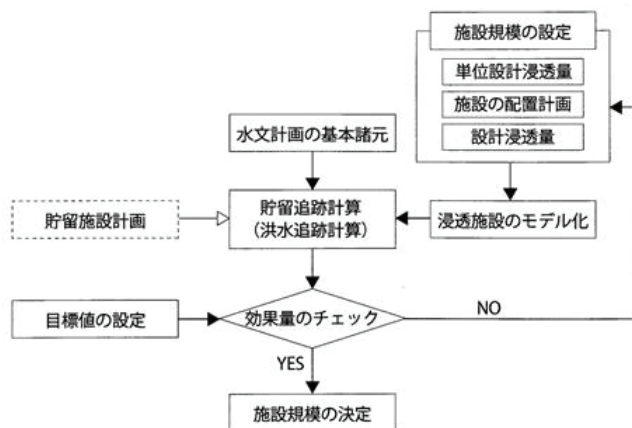 施設規模の設定
単位設計浸透量
施設の配置計画
設計浸透量
水文計画の基本諸元
貯留施設計画
貯留追跡計算
(洪水追跡計算)
浸透施設のモデル化
目標値の設定
効果量のチェック
NO
YES
施設規模の決定